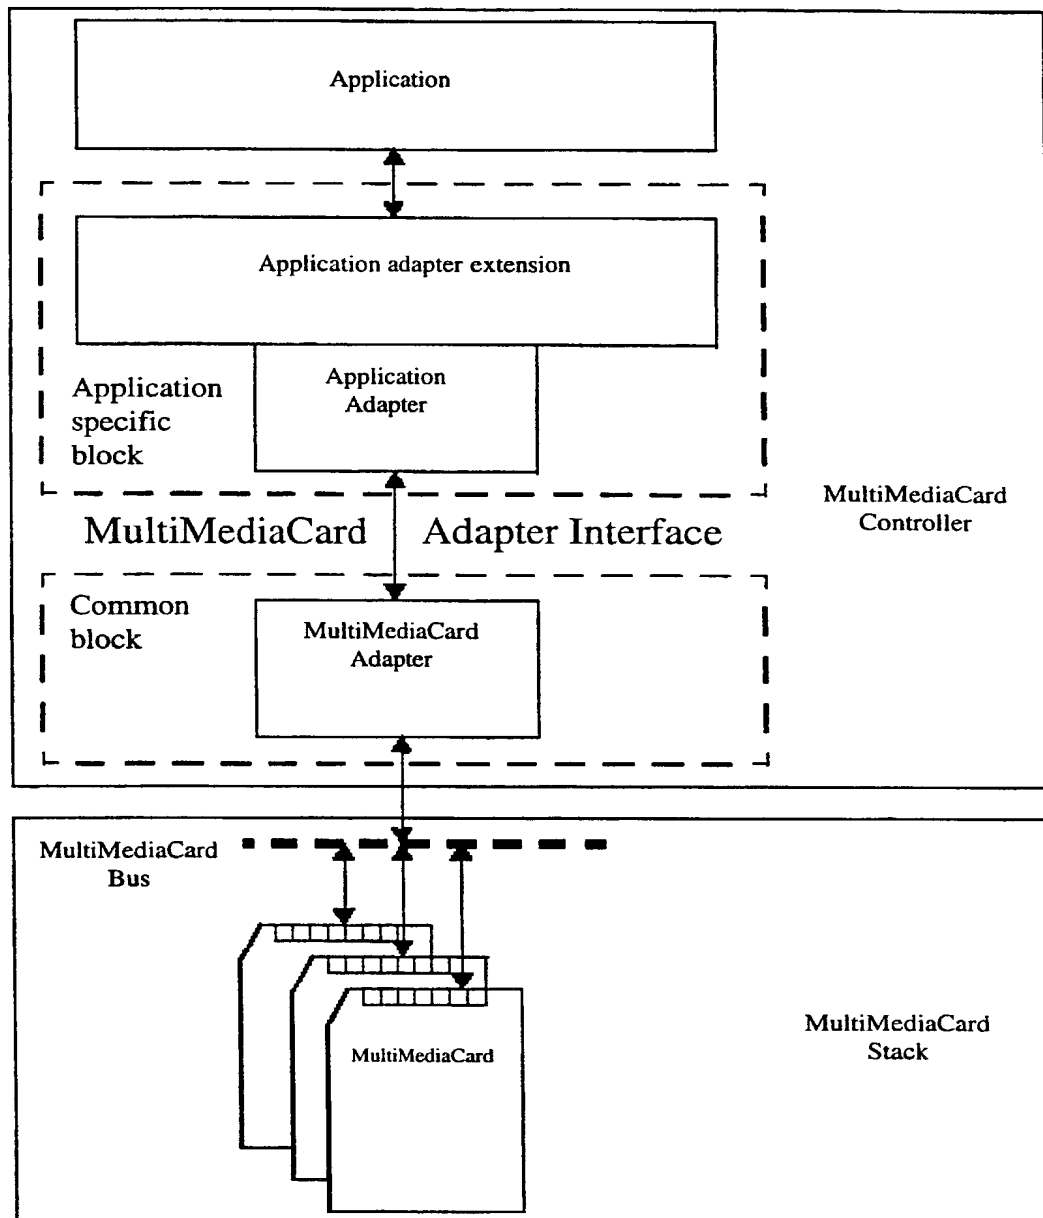 Application
Application adapter extension
Application
Adapter
Application
specific
block
MultiMediaCard Adapter Interface
MultiMediaCard
Controller
Common
block
MultiMediaCard
Adapter
MultiMediaCard
Bus
MultiMediaCard
MultiMediaCard
Stack